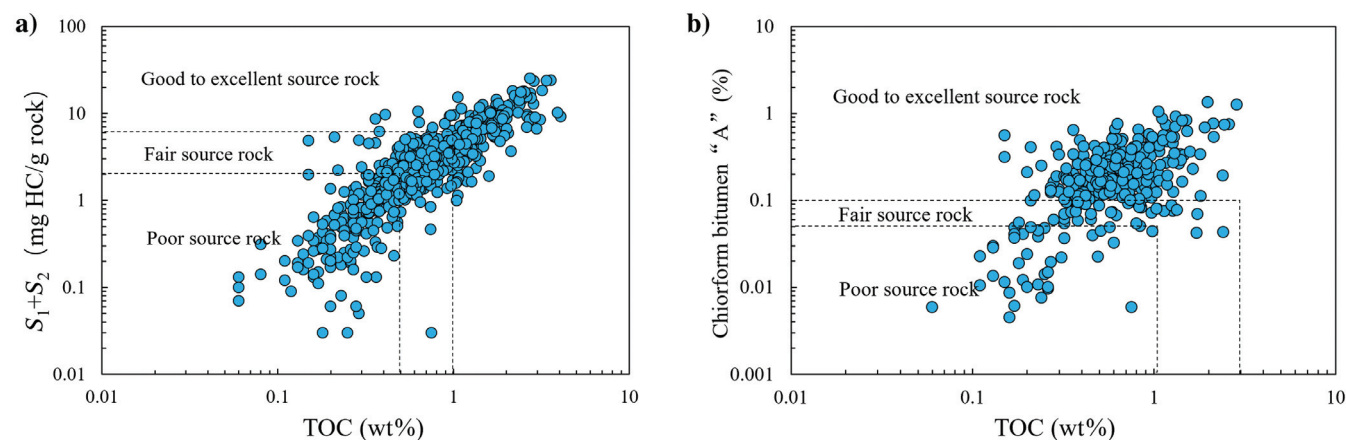 a)
S1+S2 (mg HC/g rock)
100
10
1
0.1
0.01
Good to excellent source rock
Fair source rock
Poor source rock
0.01
0.1
1
10
TOC (wt%)
b)
Chiorform bitumen “A” (%)
10
1
0.1
0.01
0.001
Good to excellent source rock
Fair source rock
Poor source rock
0.01
0.1
1
10
TOC (wt%)